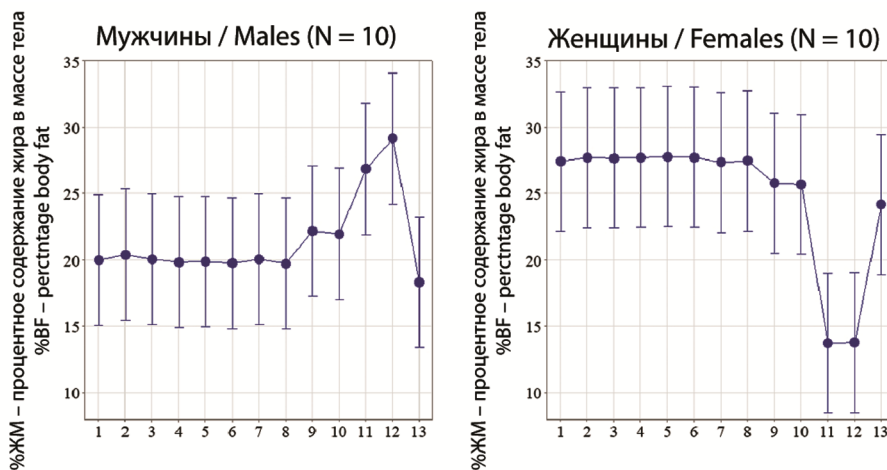 Мужчины / Males (N = 10)
%ЖМ – процентное содержание жира в массе тела
%BF – perctntage body fat
35
30
25
20
15
10
1 2 3 4 5 6 7 8 9 10 11 12 13
Женщины / Females (N = 10)
%ЖМ – процентное содержание жира в массе тела
%BF – perctntage body fat
35
30
25
20
15
10
1 2 3 4 5 6 7 8 9 10 11 12 13